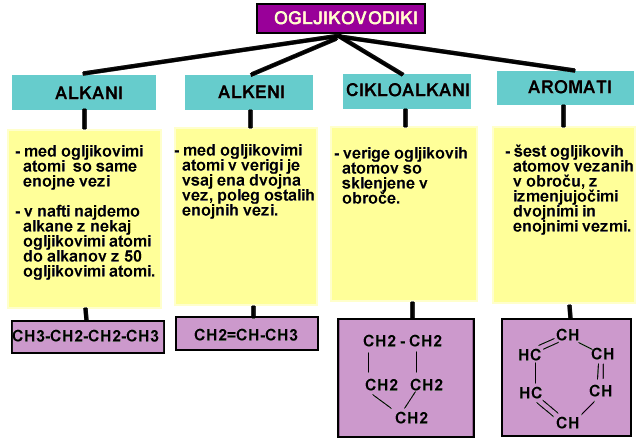 OGLJIKOVODIKI
ALKANI
ALKENI
CIKLOALKANI
AROMATI
- med ogljikovimi
atomi so same
enojne vezi
- v nafti najdemo
alkane z nekaj
ogljikovimi atomi
do alkanov z 50
ogljikovimi atomi.
- med ogljikovimi
atomi v verigi je
vsaj ena dvojna
vez, poleg ostalih
enojnih vezi.
- verige ogljikovih
atomov so
sklenjene v
obroče.
- šest ogljikovih
atomov vezanih
v obroču, z
izmenjujočimi
dvojnimi in
enojnimi vezmi.
CH3-CH2-CH2-CH3
CH2=CH-CH3
CH2 - CH2
CH2 CH2
CH2
CH
HC CH
HC CH
CH